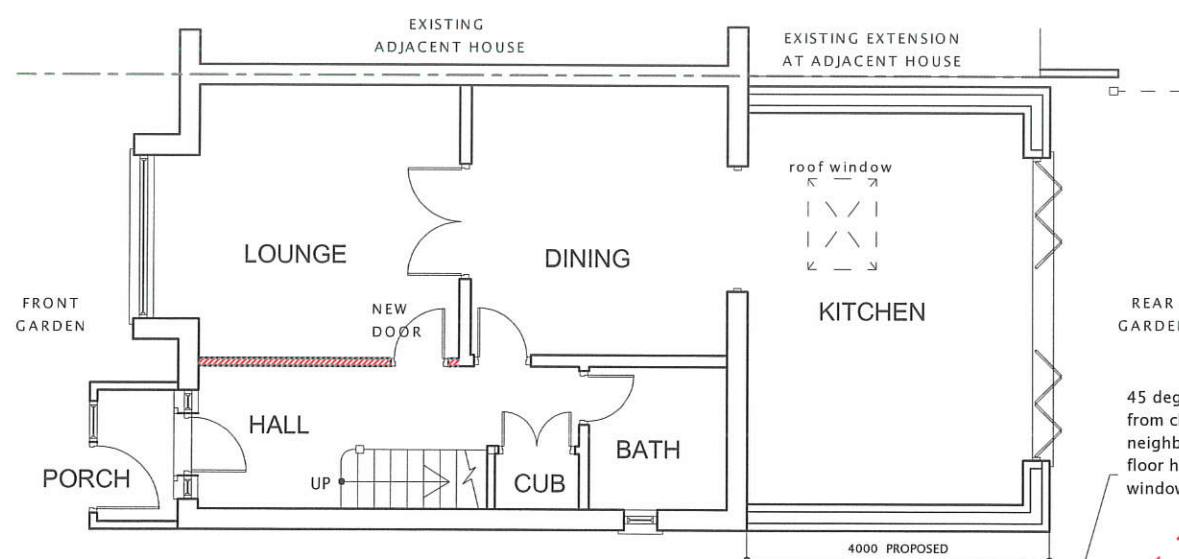 EXISTING
ADJACENT HOUSE
EXISTING EXTENSION
AT ADJACENT HOUSE
roof window
LOUNGE
DINING
FRONT
GARDEN
NEW
DOOR
KITCHEN
REAR
GARDEN
45 deg
from c
neighb
floor h
window
HALL
BATH
PORCH
UP
CUB
4000 PROPOSED